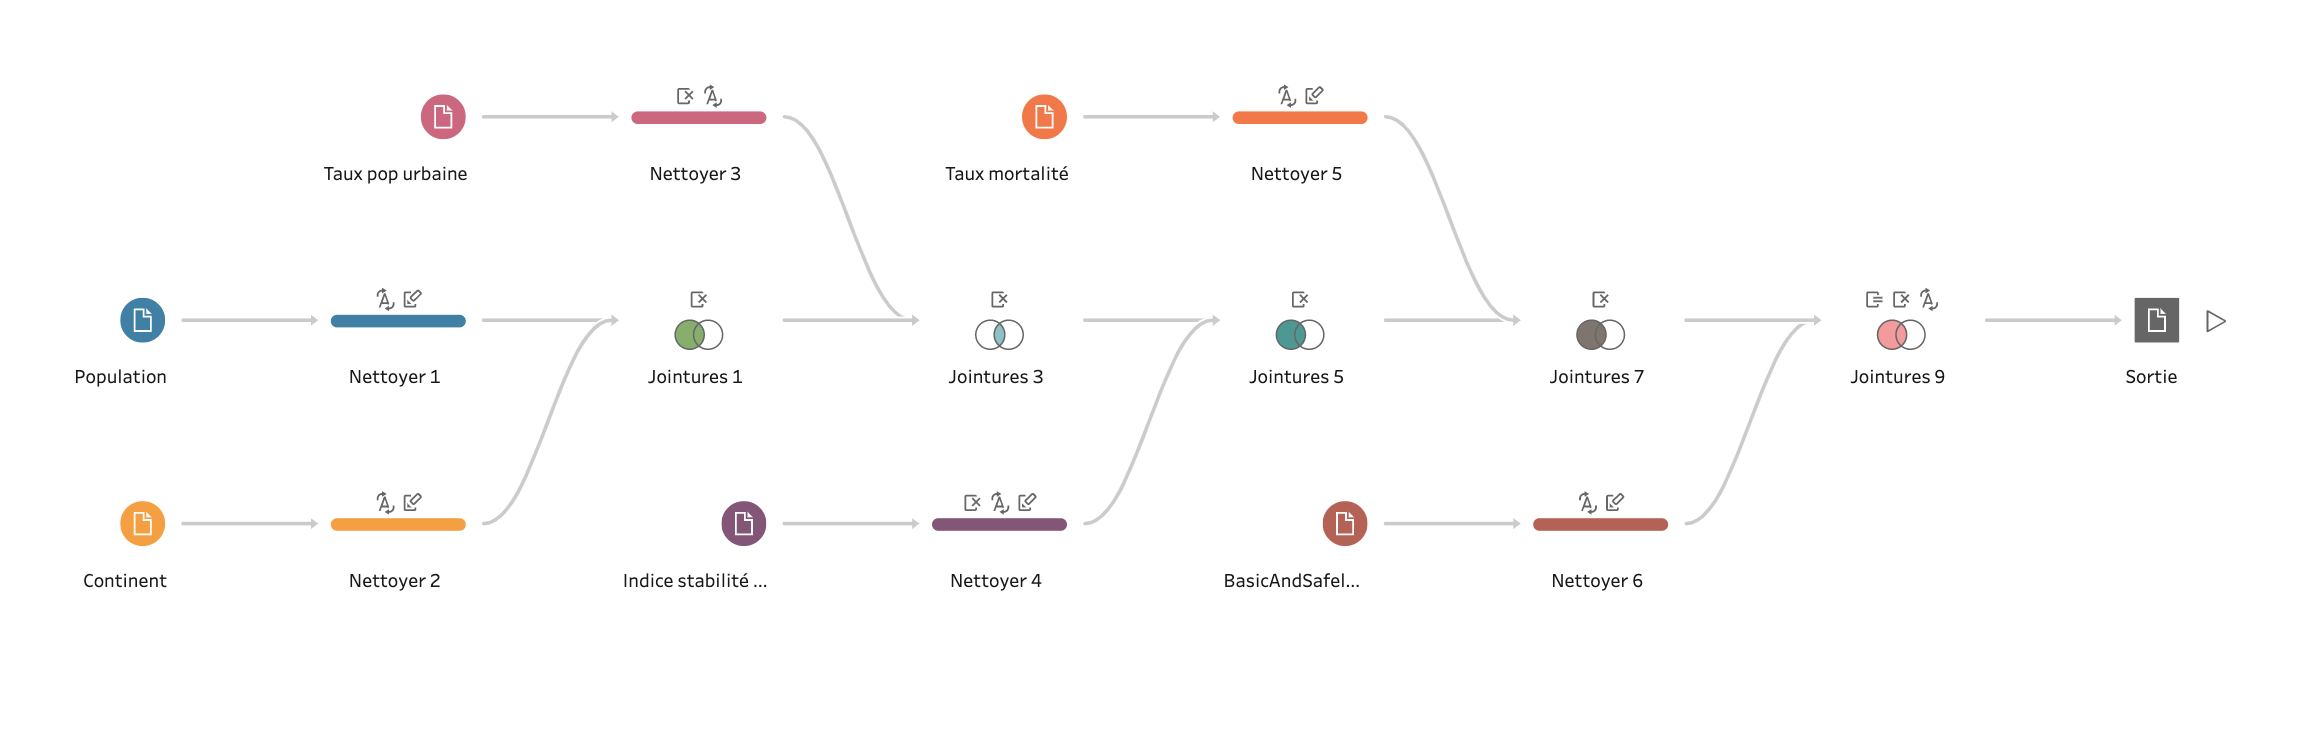 Taux pop urbaine
Nettoyer 3
Taux mortalité
Nettoyer 5
Population
Nettoyer 1
Jointures 1
Jointures 3
Jointures 5
Jointures 7
Jointures 9
Sortie
Continent
Nettoyer 2
Indice stabilité ...
Nettoyer 4
BasicAndSafel...
Nettoyer 6